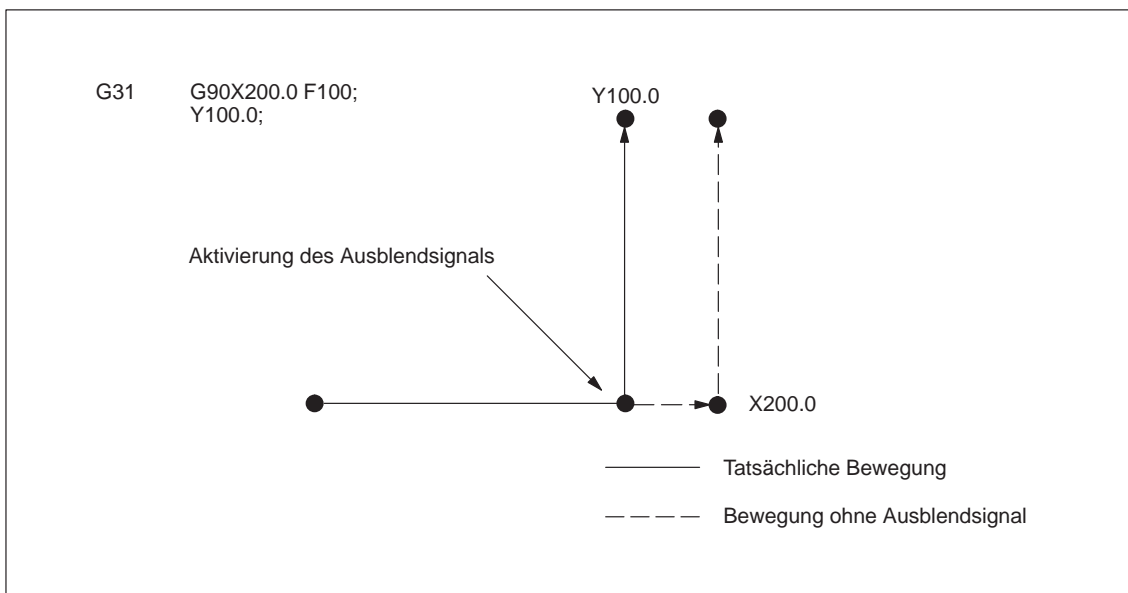 G31 G90X200.0 F100;
Y100.0;
Y100.0
Aktivierung des Ausblendsignals
X200.0
Tatsächliche Bewegung
Bewegung ohne Ausblendsignal